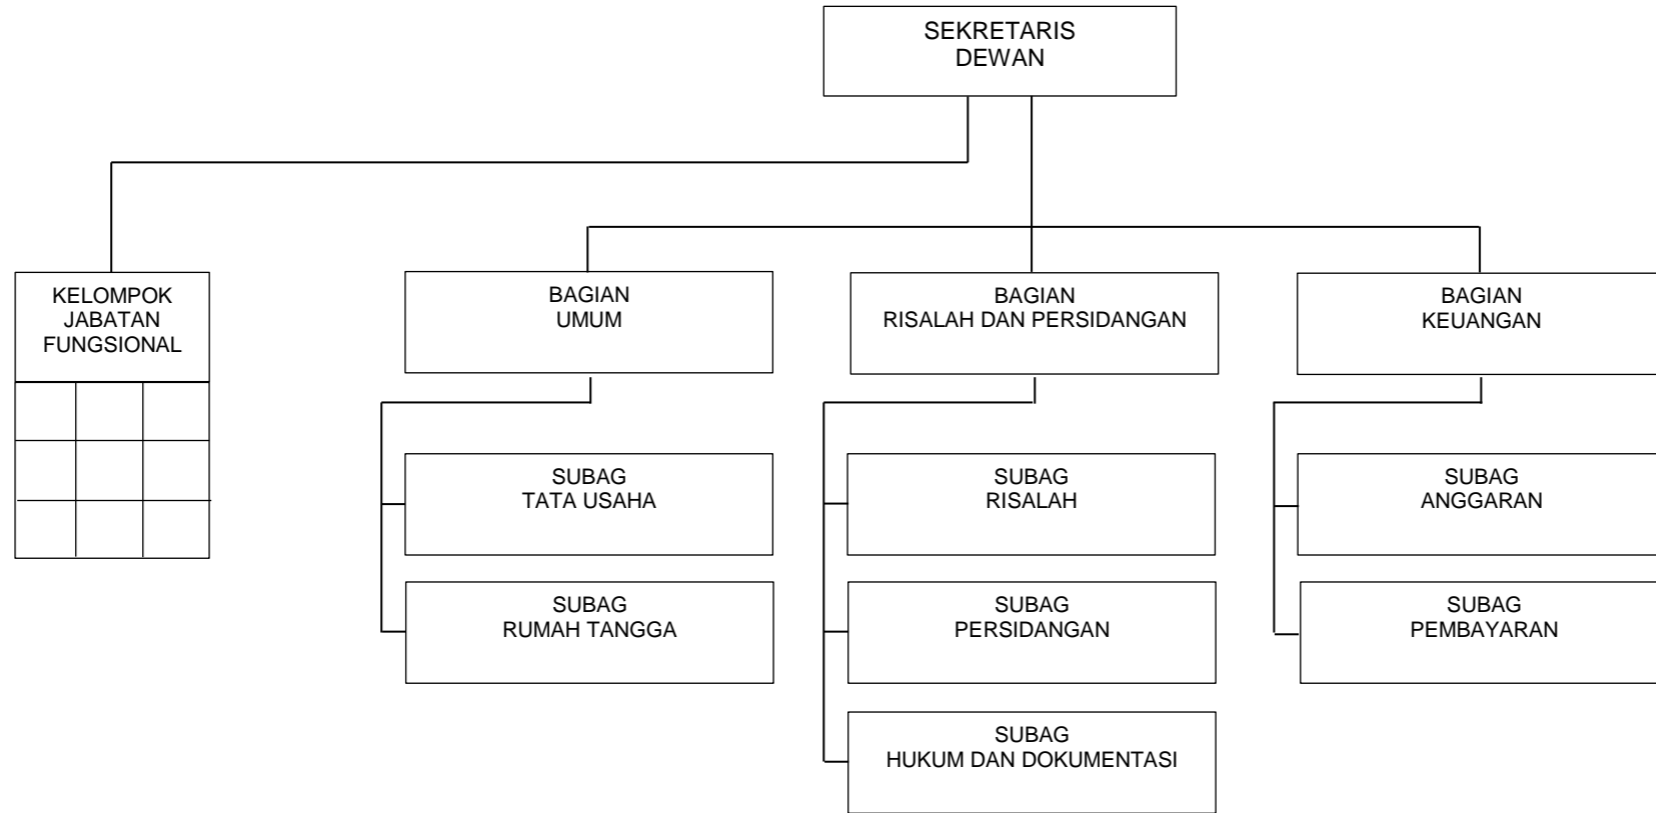 SEKRETARIS
DEWAN
KELOMPOK
JABATAN
FUNGSIONAL
BAGIAN
UMUM
BAGIAN
RISALAH DAN PERSIDANGAN
BAGIAN
KEUANGAN
SUBAG
TATA USAHA
SUBAG
RISALAH
SUBAG
ANGGARAN
SUBAG
RUMAH TANGGA
SUBAG
PERSIDANGAN
SUBAG
PEMBAYARAN
SUBAG
HUKUM DAN DOKUMENTASI